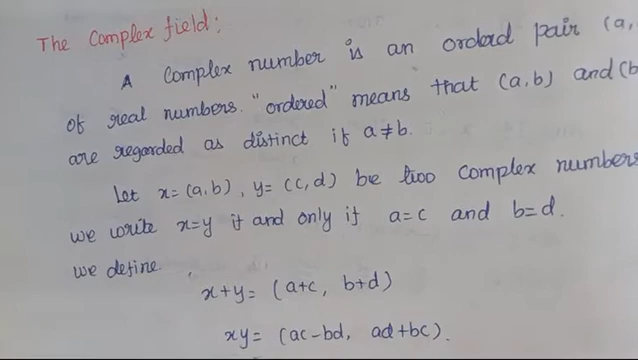 The Complex field:
A Complex number is an ordered pair (a,
of real numbers. "ordered" means that (a,b) and (b
are regarded as distinct if a≠b.
Let x=(a,b), y=(c,d) be two complex numbers
we write x=y if and only if a=c and b=d.
we define.
x+y= (a+c, b+d)
xy= (ac-bd, ad+bc).